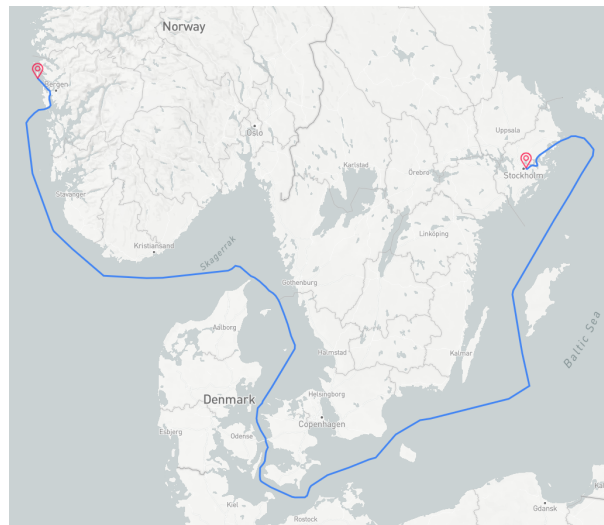 Norway
Bergen
Oslo
Uppsala
Karlstad
Örebro
Stockholm
Stavanger
Linköping
Kristiansand
Skagerrak
Gothenburg
Baltic Sea
Aalborg
Halmstad
Kalmar
Denmark
Helsingborg
Copenhagen
Esbjerg
Odense
Kiel
Rostock
Gdansk